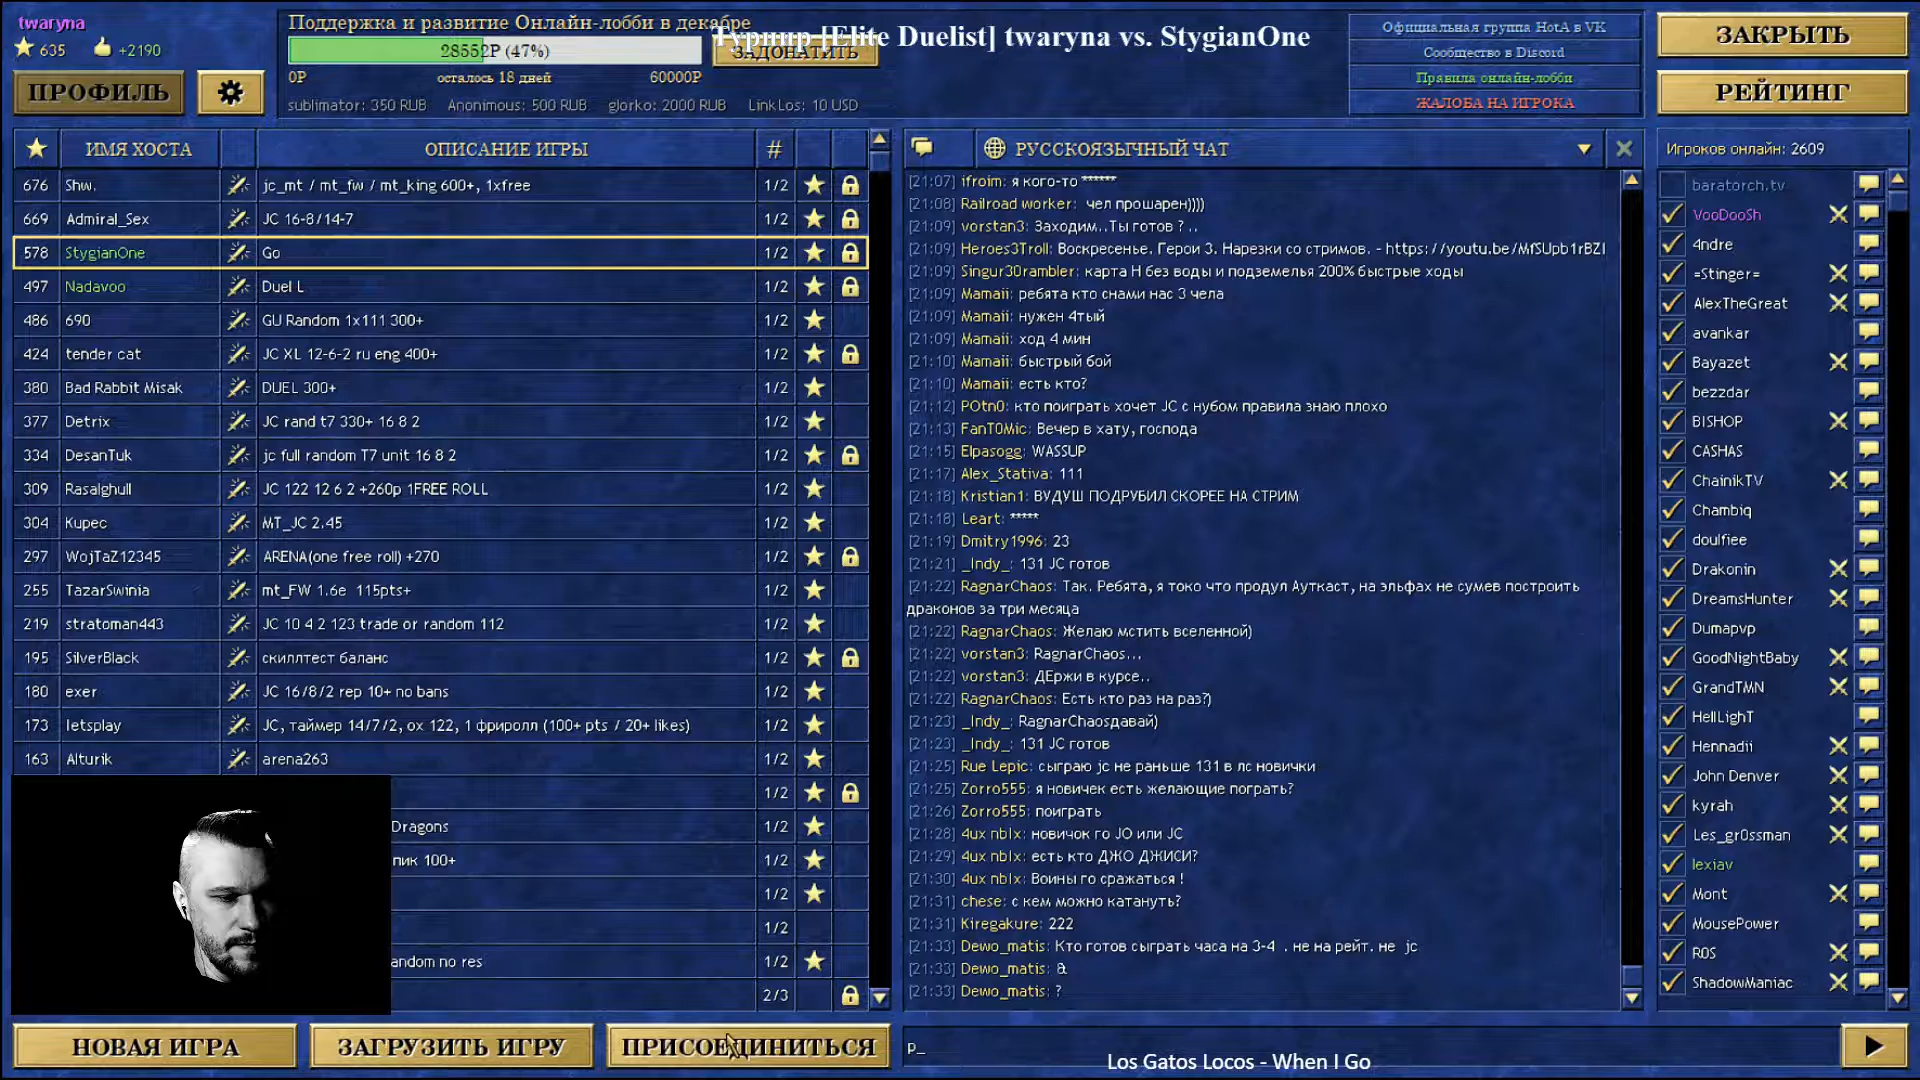 twaryna
635 +2190
ПРОФИЛЬ
Поддержка и развитие Онлайн-лобби в декабре
28552Р (47%)
0Р осталось 18 дней 60000Р
ЗАДОНАТИТЬ
sublimator: 350 RUB Anonimous: 500 RUB glorko: 2000 RUB LinkLos: 10 USD
Турнир [Elite Duelist] twaryna vs. StygianOne
Официальная группа HotA в VK
Сообщество в Discord
Правила онлайн-лобби
ЖАЛОБА НА ИГРОКА
ЗАКРЫТЬ
РЕЙТИНГ
ИМЯ ХОСТА ОПИСАНИЕ ИГРЫ #
676 Shw. jc_mt / mt_fw / mt_king 600+, 1xfree 1/2
669 Admiral_Sex JC 16-8/14-7 1/2
578 StygianOne Go 1/2
497 Nadavoo Duel L 1/2
486 690 GU Random 1x111 300+ 1/2
424 tender cat JC XL 12-6-2 ru eng 400+ 1/2
380 Bad Rabbit Misak DUEL 300+ 1/2
377 Detrix JC rand t7 330+ 16 8 2 1/2
334 DesanTuk jc full random T7 unit 16 8 2 1/2
309 Rasalghull JC 122 12 6 2 +260p 1FREE ROLL 1/2
304 Kupec MT_JC 2.45 1/2
297 WojTaZ12345 ARENA(one free roll) +270 1/2
255 TazarSwinia mt_FW 1.6e 115pts+ 1/2
219 stratoman443 JC 10 4 2 123 trade or random 112 1/2
195 SilverBlack скиллтест баланс 1/2
180 exer JC 16/8/2 rep 10+ no bans 1/2
173 letsplay JC, таймер 14/7/2, ох 122, 1 фриролл (100+ pts / 20+ likes) 1/2
163 Alturik arena263 1/2
1/2
Dragons 1/2
пик 100+ 1/2
1/2
1/2
andom no res 1/2
2/3
НОВАЯ ИГРА ЗАГРУЗИТЬ ИГРУ ПРИСОЕДИНИТЬСЯ
РУССКОЯЗЫЧНЫЙ ЧАТ
[21:07] ifroim: я кого-то ******
[21:08] Railroad worker: чел прошарен))))
[21:09] vorstan3: Заходим..Ты готов ? ..
[21:09] Heroes3Troll: Воскресенье. Герои 3. Нарезки со стримов. - https://youtu.be/MfSUpb1rBZI
[21:09] Singur30rambler: карта Н без воды и подземелья 200% быстрые ходы
[21:09] Mamaii: ребята кто снами нас 3 чела
[21:09] Mamaii: нужен 4тый
[21:09] Mamaii: ход 4 мин
[21:10] Mamaii: быстрый бой
[21:10] Mamaii: есть кто?
[21:12] POtn0: кто поиграть хочет JC с нубом правила знаю плохо
[21:13] FanT0Mic: Вечер в хату, господа
[21:15] Elpasogg: WASSUP
[21:17] Alex_Stativa: 111
[21:18] Kristian1: ВУДУШ ПОДРУБИЛ СКОРЕЕ НА СТРИМ
[21:18] Leart: *****
[21:19] Dmitry1996: 23
[21:21] _Indy_: 131 JC готов
[21:22] RagnarChaos: Так. Ребята, я токо что продул Ауткаст, на эльфах не сумев построить
драконов за три месяца
[21:22] RagnarChaos: Желаю мстить вселенной)
[21:22] vorstan3: RagnarChaos...
[21:22] vorstan3: ДЕржи в курсе..
[21:22] RagnarChaos: Есть кто раз на раз?)
[21:23] _Indy_: RagnarChaosдавай)
[21:23] _Indy_: 131 JC готов
[21:25] Rue Lepic: сыграю jc не раньше 131 в лс новички
[21:25] Zorro555: я новичек есть желающие пограть?
[21:26] Zorro555: поиграть
[21:28] 4ux nbIx: новичок го JO или JC
[21:29] 4ux nbIx: есть кто ДЖО ДЖИСИ?
[21:30] 4ux nbIx: Воины го сражаться !
[21:31] chese: с кем можно катануть?
[21:31] Kiregakure: 222
[21:33] Dewo_matis: Кто готов сыграть часа на 3-4 . не на рейт. не jc
[21:33] Dewo_matis: &
[21:33] Dewo_matis: ?
p_
Los Gatos Locos - When I Go
Игроков онлайн: 2609
baratorch.tv
VooDooSh
4ndre
=Stinger=
AlexTheGreat
avankar
Bayazet
bezzdar
BISHOP
CASHAS
ChainikTV
Chambiq
doulfiee
Drakonin
DreamsHunter
Dumapvp
GoodNightBaby
GrandTMN
HellLighT
Hennadii
John Denver
kyrah
Les_gr0ssman
lexiav
Mont
MousePower
ROS
ShadowManiac